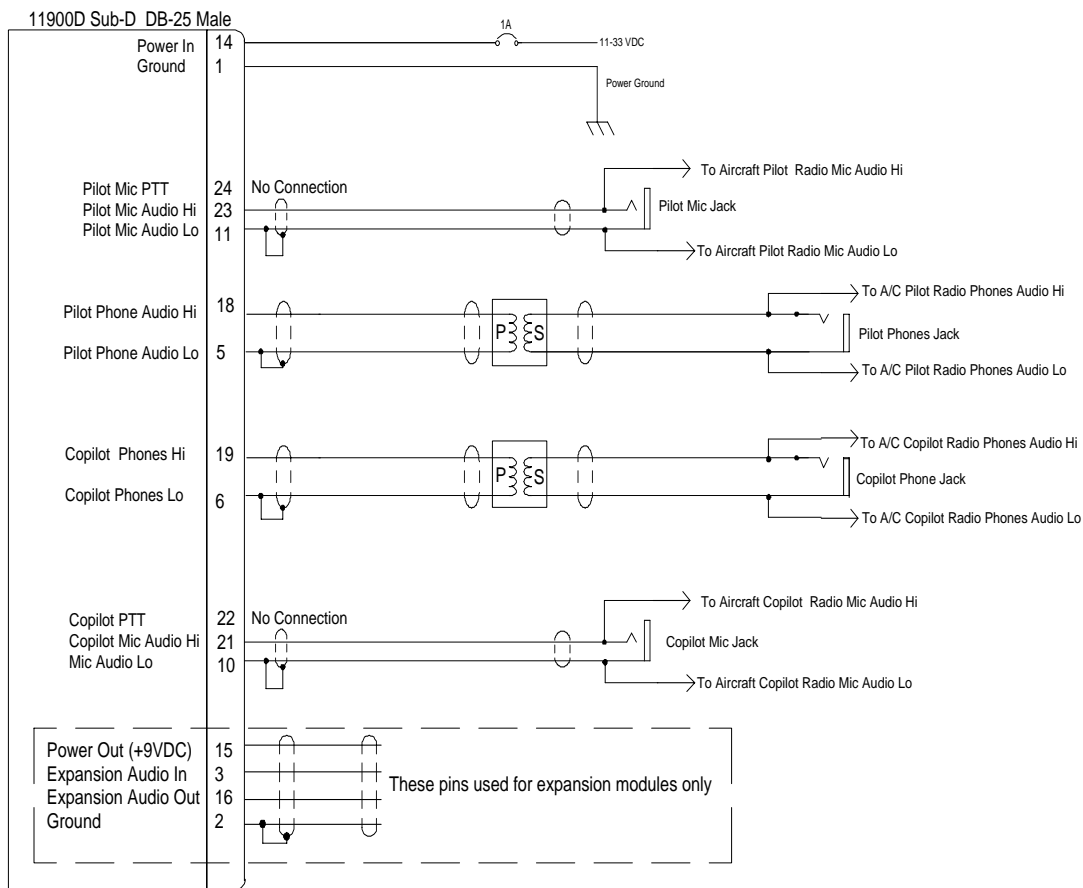 11900D Sub-D  DB-25 Male
Power In 14 1A 11-33 VDC
Ground 1 Power Ground
To Aircraft Pilot  Radio Mic Audio Hi
Pilot Mic PTT 24 No Connection
Pilot Mic Audio Hi 23 Pilot Mic Jack
Pilot Mic Audio Lo 11
To Aircraft Pilot Radio Mic Audio Lo
To A/C Pilot Radio Phones Audio Hi
Pilot Phone Audio Hi 18
P S Pilot Phones Jack
Pilot Phone Audio Lo 5
To A/C Pilot Radio Phones Audio Lo
To A/C Copilot Radio Phones Audio Hi
Copilot  Phones Hi 19
P S Copilot Phone Jack
Copilot Phones Lo 6
To A/C Copilot Radio Phones Audio Lo
To Aircraft Copilot  Radio Mic Audio Hi
Copilot PTT 22 No Connection
Copilot Mic Audio Hi 21 Copilot Mic Jack
Mic Audio Lo 10
To Aircraft Copilot Radio Mic Audio Lo
Power Out (+9VDC) 15
Expansion Audio In 3
These pins used for expansion modules only
Expansion Audio Out 16
Ground 2